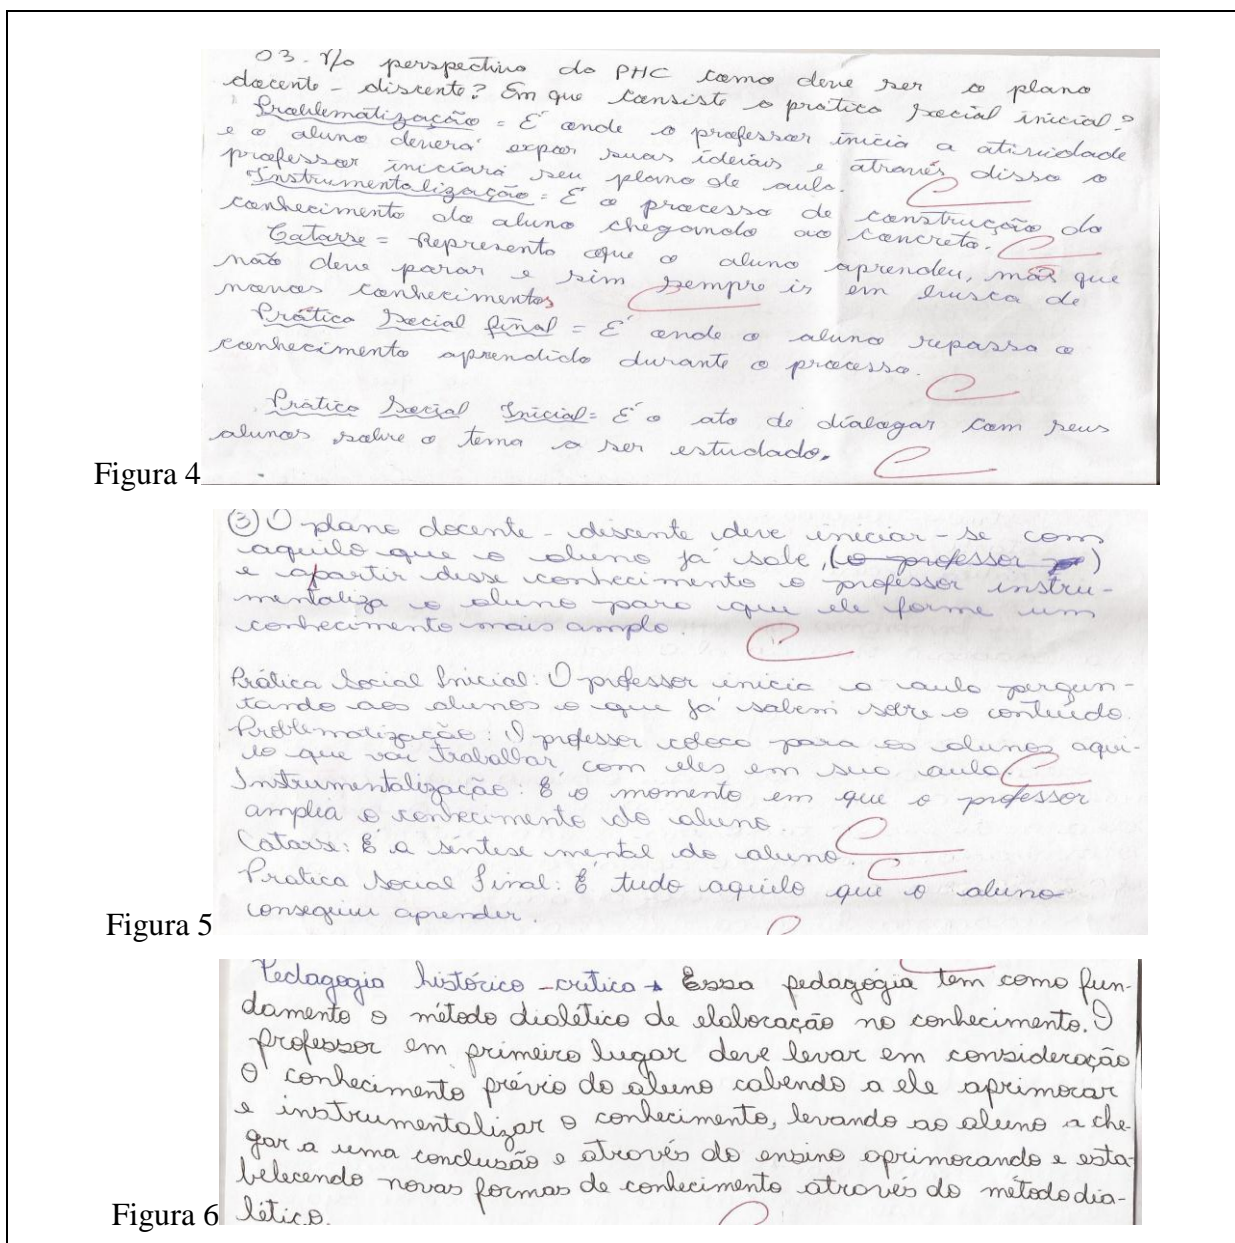 03. Na perspectiva da PHC como deve ser o plano
docente - discente? Em que consiste a prática social inicial?
Problematização = É onde o professor inicia a atividade
e o aluno deverá expor suas idéiais e através disso o
professor iniciará seu plano de aula.
Instrumentalização = É o processo de construção do
conhecimento do aluno chegando ao concreto.
Catarse = Representa que o aluno aprendeu, mas que
não deve parar e sim sempre ir em busca de
novos conhecimentos
Prática Social final = É onde o aluno repassa o
conhecimento aprendido durante o processo.
Prática Social Inicial = É o ato de dialogar com seus
alunos sobre o tema a ser estudado.
Figura 4
③ O plano docente - discente deve iniciar-se com
aquilo que o aluno já sabe, (o professor )
e apartir desse conhecimento o professor instru-
mentaliza o aluno para que ele forme um
conhecimento mais amplo.
Prática Social Inicial: O professor inicia a aula pergun-
tando aos alunos o que já sabem sobre o conteúdo.
Problematização: O professor coloca para os alunos aqui-
lo que vai trabalhar com eles em sua aula.
Instrumentalização: É o momento em que o professor
amplia o conhecimento do aluno.
Catarse: É a síntese mental do aluno.
Pratica Social Final: É tudo aquilo que o aluno
conseguiu aprender.
Figura 5
Pedagogia histórico-crítica → Essa pedagógia tem como fun-
damento o método dialético de elaboração no conhecimento. O
professor em primeiro lugar deve levar em consideração
o conhecimento prévio do aluno cabendo a ele aprimorar
e instrumentalizar o conhecimento, levando ao aluno a che-
gar a uma conclusão e através do ensino aprimorando e esta-
belecendo novas formas de conhecimento através do método dia-
lético.
Figura 6